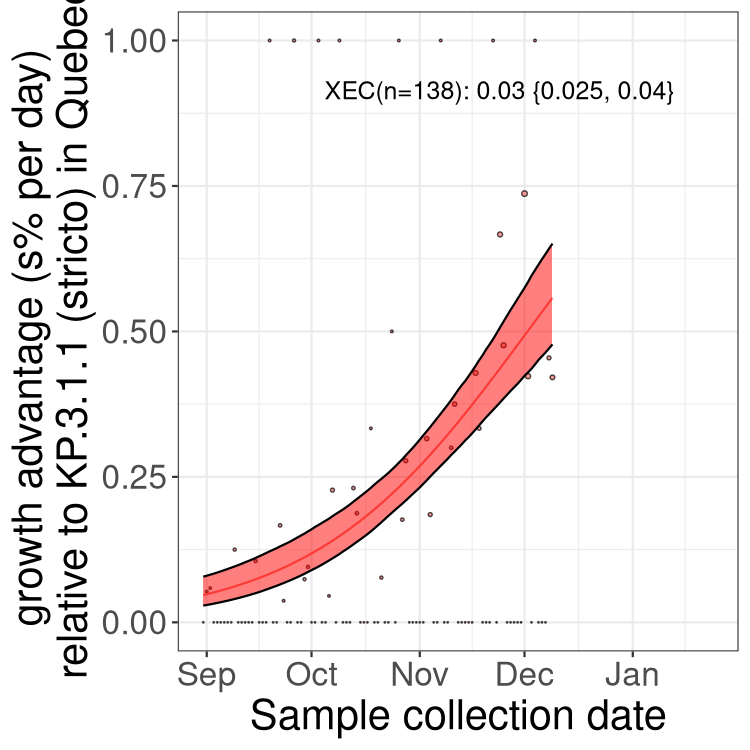 growth advantage (s% per day)
relative to KP.3.1.1 (stricto) in Quebec
1.00
0.75
0.50
0.25
0.00
XEC(n=138): 0.03 {0.025, 0.04}
Sep Oct Nov Dec Jan
Sample collection date